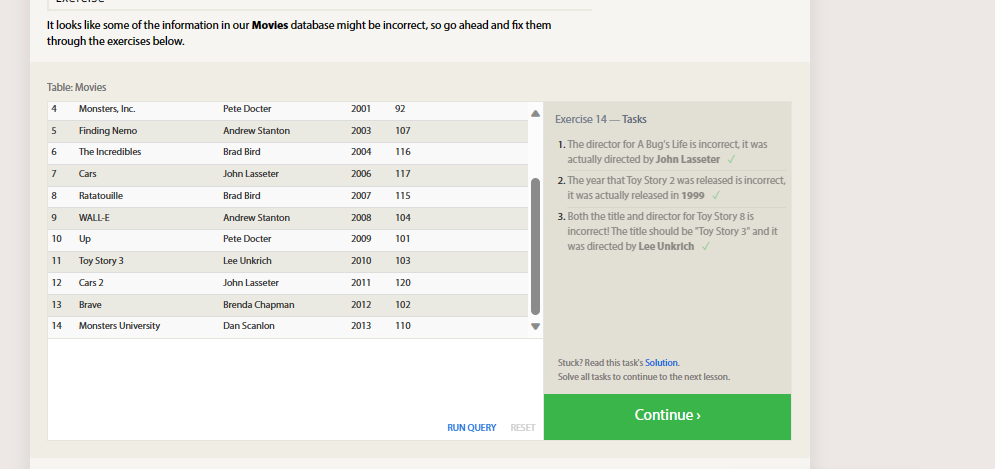 It looks like some of the information in our Movies database might be incorrect, so go ahead and fix them
through the exercises below.
Table: Movies
4 Monsters, Inc. Pete Docter 2001 92
5 Finding Nemo Andrew Stanton 2003 107
6 The Incredibles Brad Bird 2004 116
7 Cars John Lasseter 2006 117
8 Ratatouille Brad Bird 2007 115
9 WALL-E Andrew Stanton 2008 104
10 Up Pete Docter 2009 101
11 Toy Story 3 Lee Unkrich 2010 103
12 Cars 2 John Lasseter 2011 120
13 Brave Brenda Chapman 2012 102
14 Monsters University Dan Scanlon 2013 110
RUN QUERY RESET
Exercise 14 — Tasks
1. The director for A Bug's Life is incorrect, it was
actually directed by John Lasseter ✓
2. The year that Toy Story 2 was released is incorrect,
it was actually released in 1999 ✓
3. Both the title and director for Toy Story 8 is
incorrect! The title should be "Toy Story 3" and it
was directed by Lee Unkrich ✓
Stuck? Read this task's Solution.
Solve all tasks to continue to the next lesson.
Continue ›